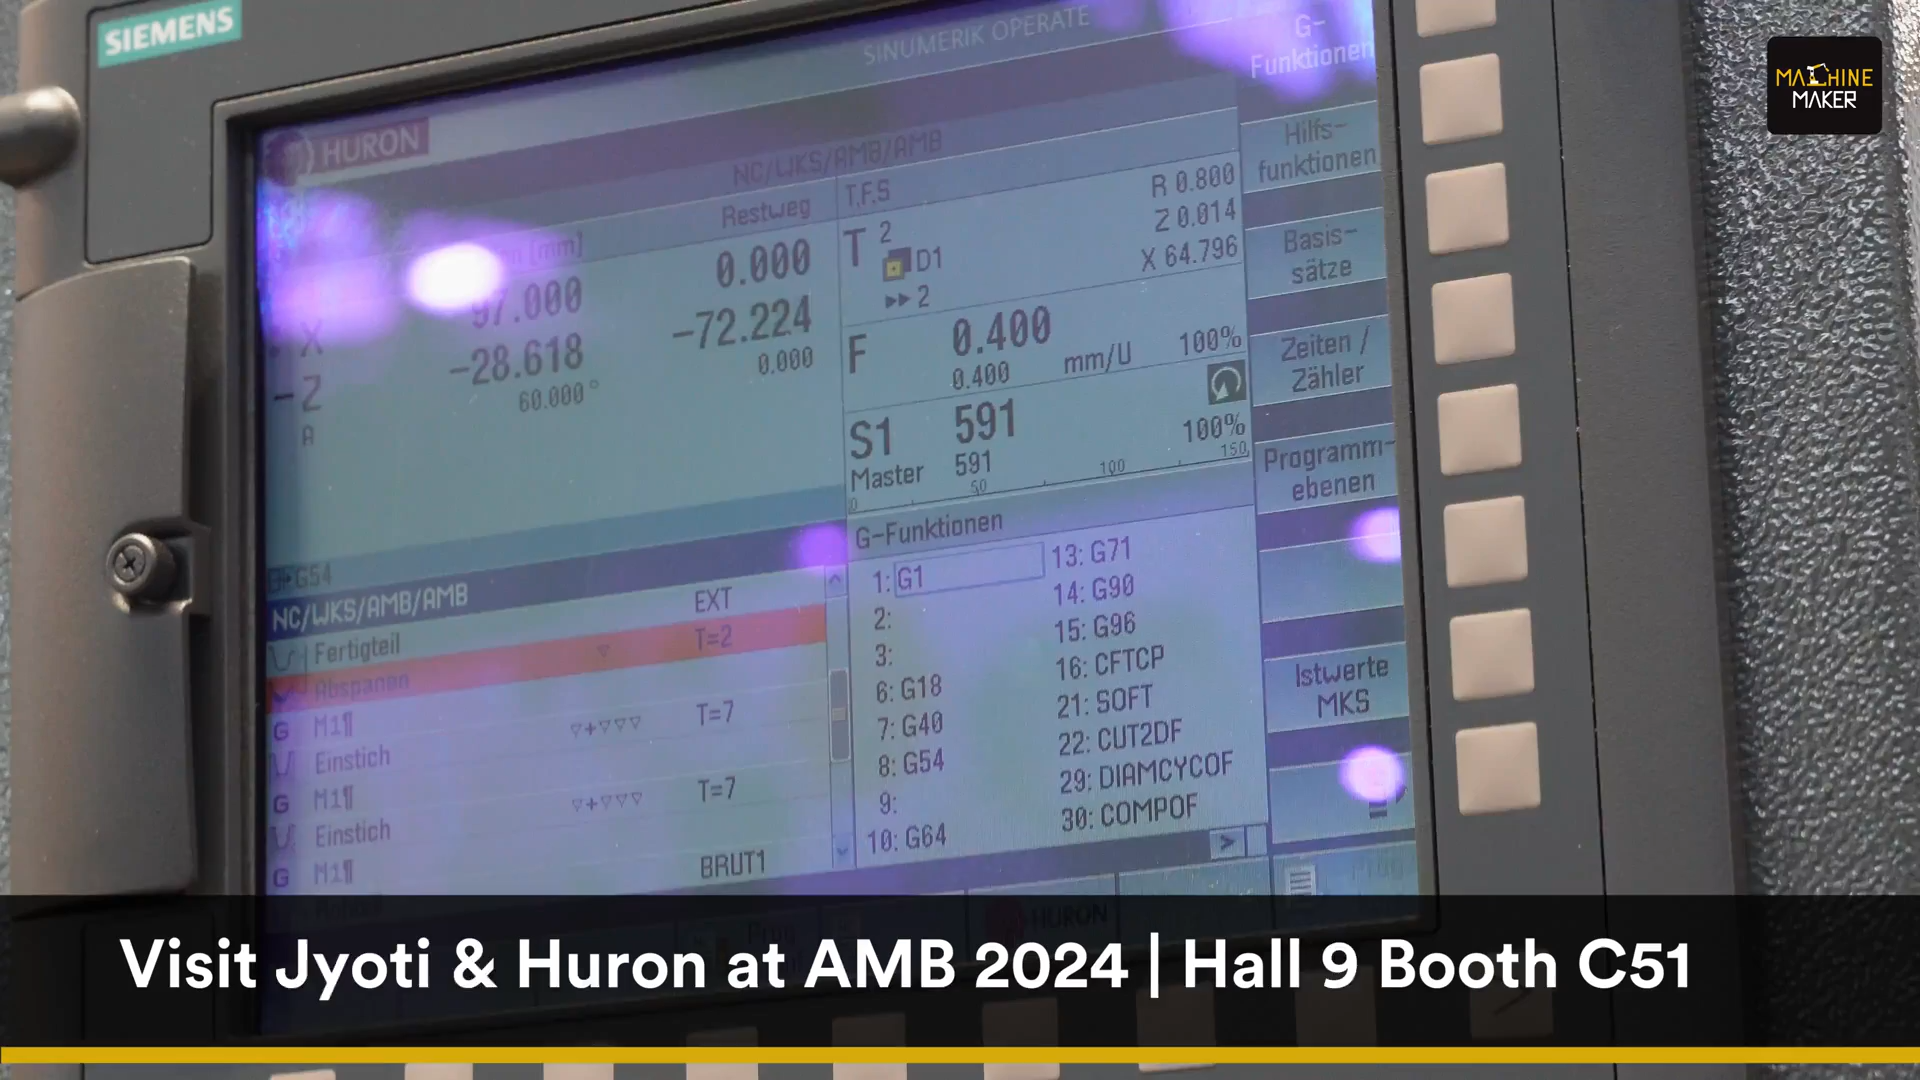 SIEMENS
SINUMERIK OPERATE
MACHINE
MAKER
HURON
NC/WKS/AMB/AMB
[mm]
Restweg
X
97.000
0.000
-Z
-28.618
-72.224
A
60.000°
0.000
G54
T,F,S
T
2
R 0.800
D1
Z 0.014
▸▸ 2
X 64.796
F
0.400
0.400
mm/U
100%
S1
591
100%
Master
591
0
50
100
150
NC/WKS/AMB/AMB
EXT
Fertigteil
Abspanen
▽
T=2
G M1¶
Einstich
▽+▽▽▽
T=7
G M1¶
Einstich
▽+▽▽▽
T=7
G M1¶
BRUT1
G-Funktionen
1: G1
2:
3:
6: G18
7: G40
8: G54
9:
10: G64
13: G71
14: G90
15: G96
16: CFTCP
21: SOFT
22: CUT2DF
29: DIAMCYCOF
30: COMPOF
G-
Funktionen
Hilfs-
funktionen
Basis-
sätze
Zeiten /
Zähler
Programm-
ebenen
Istwerte
MKS
HURON
Visit Jyoti & Huron at AMB 2024 | Hall 9 Booth C51